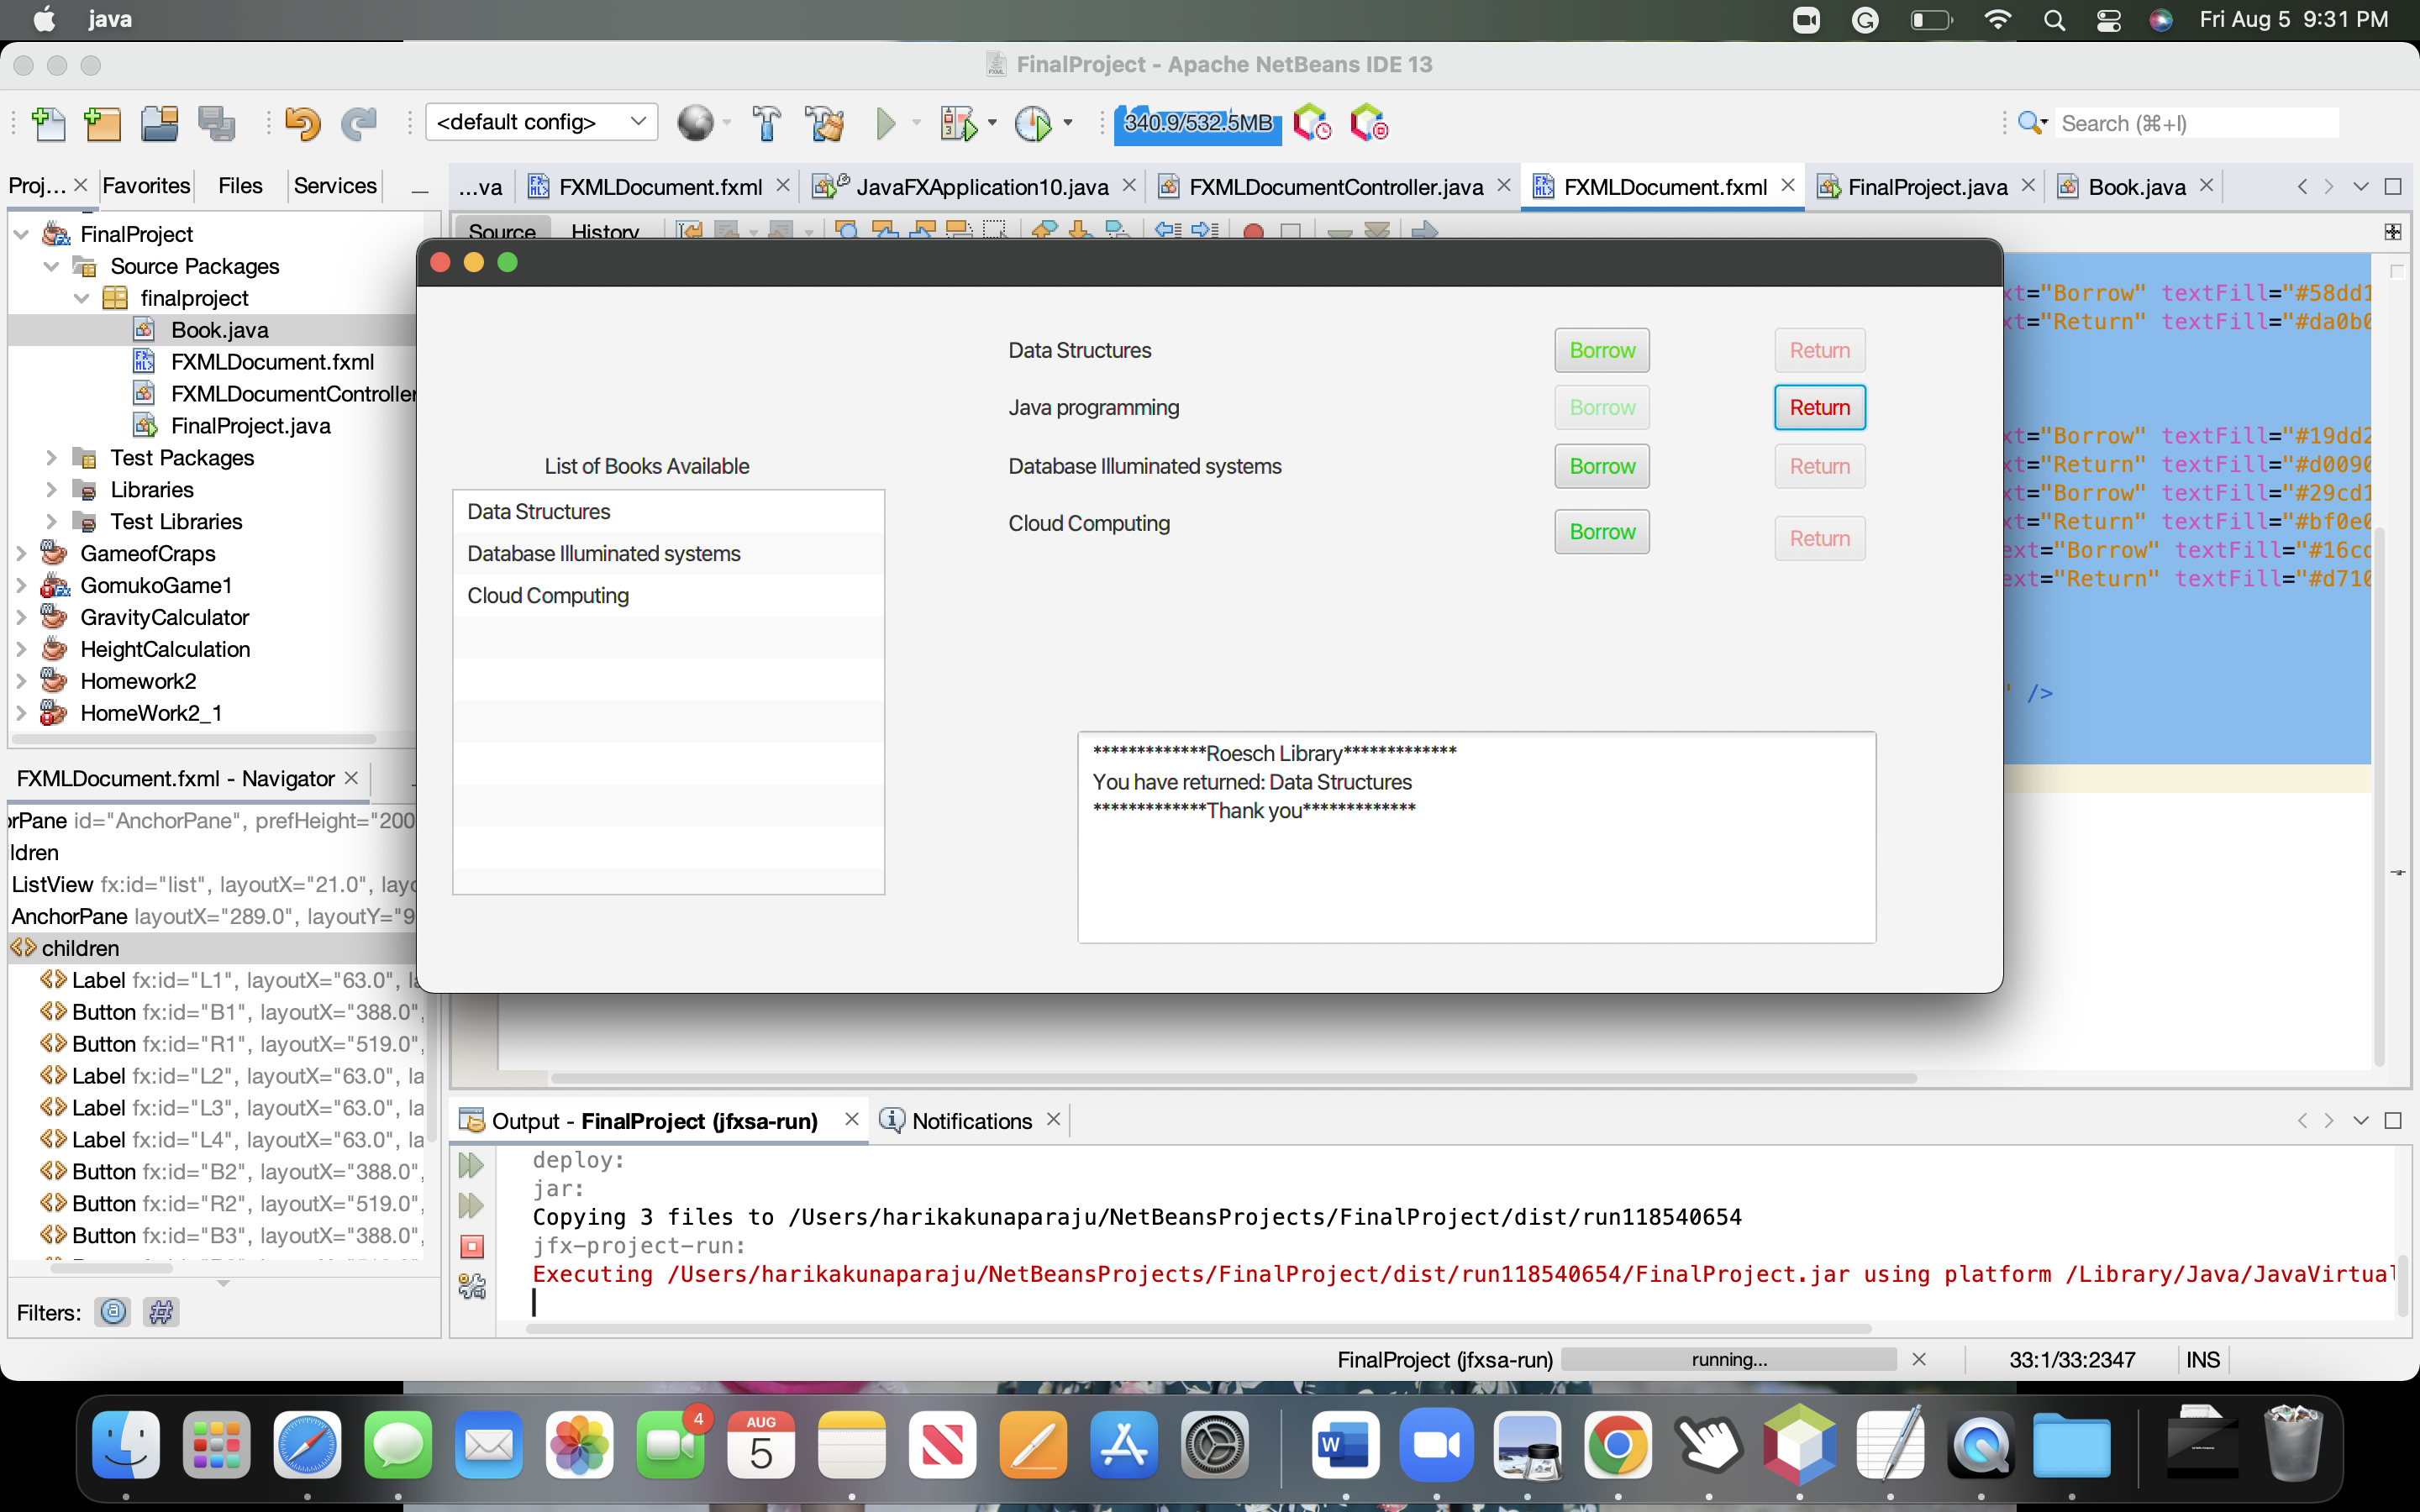 java
Fri Aug 5 9:31 PM
FinalProject - Apache NetBeans IDE 13
<default config>
340.9/532.5MB
Search (⌘+I)
Proj...
Favorites
Files
Services
...va
FXMLDocument.fxml
JavaFXApplication10.java
FXMLDocumentController.java
FXMLDocument.fxml
FinalProject.java
Book.java
Source
History
FinalProject
Source Packages
finalproject
Book.java
FXMLDocument.fxml
FXMLDocumentController
FinalProject.java
Test Packages
Libraries
Test Libraries
GameofCraps
GomukoGame1
GravityCalculator
HeightCalculation
Homework2
HomeWork2_1
List of Books Available
Data Structures
Database Illuminated systems
Cloud Computing
Data Structures
Borrow
Return
Java programming
Borrow
Return
Database Illuminated systems
Borrow
Return
Cloud Computing
Borrow
Return
*************Roesch Library*************
You have returned: Data Structures
*************Thank you*************
xt="Borrow" textFill="#58dd1
xt="Return" textFill="#da0b0
xt="Borrow" textFill="#19dd2
xt="Return" textFill="#d0090
xt="Borrow" textFill="#29cd1
xt="Return" textFill="#bf0e0
ext="Borrow" textFill="#16cc
ext="Return" textFill="#d710
" />
FXMLDocument.fxml - Navigator
orPane id="AnchorPane", prefHeight="200
ldren
ListView fx:id="list", layoutX="21.0", layo
AnchorPane layoutX="289.0", layoutY="9
children
Label fx:id="L1", layoutX="63.0", la
Button fx:id="B1", layoutX="388.0",
Button fx:id="R1", layoutX="519.0",
Label fx:id="L2", layoutX="63.0", la
Label fx:id="L3", layoutX="63.0", la
Label fx:id="L4", layoutX="63.0", la
Button fx:id="B2", layoutX="388.0",
Button fx:id="R2", layoutX="519.0",
Button fx:id="B3", layoutX="388.0",
Filters:
Output - FinalProject (jfxsa-run)
Notifications
deploy:
jar:
Copying 3 files to /Users/harikakunaparaju/NetBeansProjects/FinalProject/dist/run118540654
jfx-project-run:
Executing /Users/harikakunaparaju/NetBeansProjects/FinalProject/dist/run118540654/FinalProject.jar using platform /Library/Java/JavaVirtual
FinalProject (jfxsa-run)
running...
33:1/33:2347
INS
4
AUG
5
W